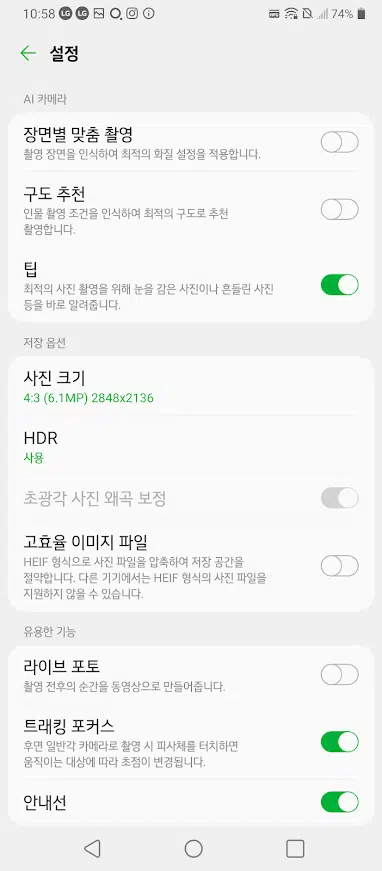 10:58 LG LG 74%
설정
AI 카메라
장면별 맞춤 촬영
촬영 장면을 인식하여 최적의 화질 설정을 적용합니다.
구도 추천
인물 촬영 조건을 인식하여 최적의 구도로 추천
촬영합니다.
팁
최적의 사진 촬영을 위해 눈을 감은 사진이나 흔들린 사진
등을 바로 알려줍니다.
저장 옵션
사진 크기
4:3 (6.1MP) 2848x2136
HDR
사용
초광각 사진 왜곡 보정
고효율 이미지 파일
HEIF 형식으로 사진 파일을 압축하여 저장 공간을
절약합니다. 다른 기기에서는 HEIF 형식의 사진 파일을
지원하지 않을 수 있습니다.
유용한 기능
라이브 포토
촬영 전후의 순간을 동영상으로 만들어줍니다.
트래킹 포커스
후면 일반각 카메라로 촬영 시 피사체를 터치하면
움직이는 대상에 따라 초점이 변경됩니다.
안내선